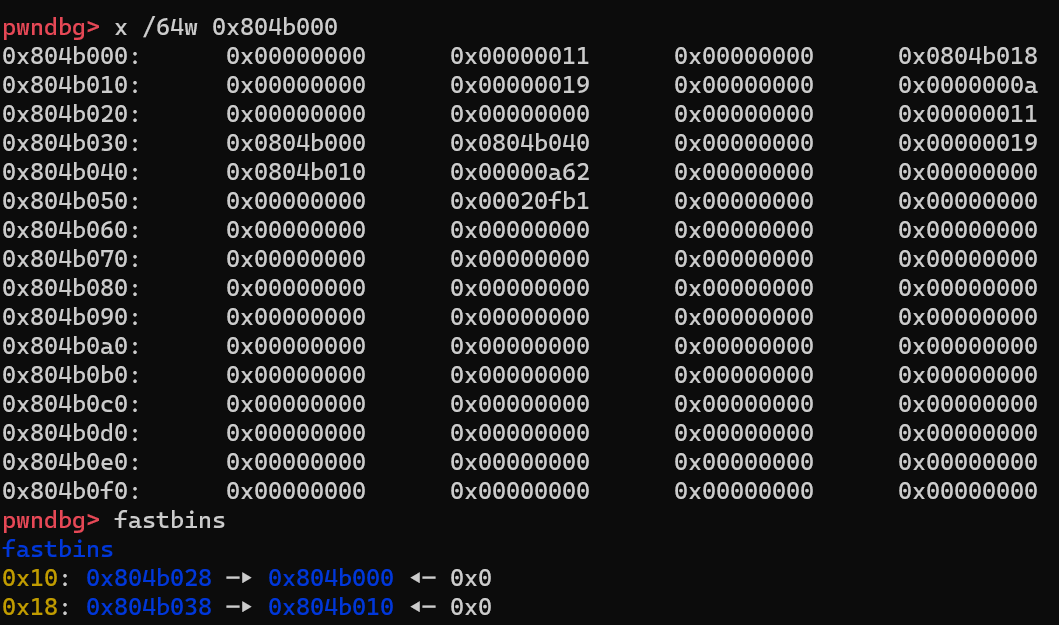 pwndbg> x /64w 0x804b000
0x804b000: 0x00000000 0x00000011 0x00000000 0x0804b018
0x804b010: 0x00000000 0x00000019 0x00000000 0x0000000a
0x804b020: 0x00000000 0x00000000 0x00000000 0x00000011
0x804b030: 0x0804b000 0x0804b040 0x00000000 0x00000019
0x804b040: 0x0804b010 0x00000a62 0x00000000 0x00000000
0x804b050: 0x00000000 0x00020fb1 0x00000000 0x00000000
0x804b060: 0x00000000 0x00000000 0x00000000 0x00000000
0x804b070: 0x00000000 0x00000000 0x00000000 0x00000000
0x804b080: 0x00000000 0x00000000 0x00000000 0x00000000
0x804b090: 0x00000000 0x00000000 0x00000000 0x00000000
0x804b0a0: 0x00000000 0x00000000 0x00000000 0x00000000
0x804b0b0: 0x00000000 0x00000000 0x00000000 0x00000000
0x804b0c0: 0x00000000 0x00000000 0x00000000 0x00000000
0x804b0d0: 0x00000000 0x00000000 0x00000000 0x00000000
0x804b0e0: 0x00000000 0x00000000 0x00000000 0x00000000
0x804b0f0: 0x00000000 0x00000000 0x00000000 0x00000000
pwndbg> fastbins
fastbins
0x10: 0x804b028 —▸ 0x804b000 ◂— 0x0
0x18: 0x804b038 —▸ 0x804b010 ◂— 0x0